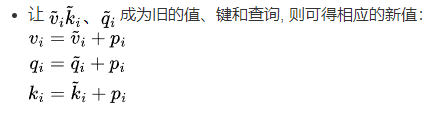 • 让 ṽᵢk̃ᵢ、q̃ᵢ 成为旧的值、键和查询, 则可得相应的新值：
vᵢ = ṽᵢ + pᵢ
qᵢ = q̃ᵢ + pᵢ
kᵢ = k̃ᵢ + pᵢ